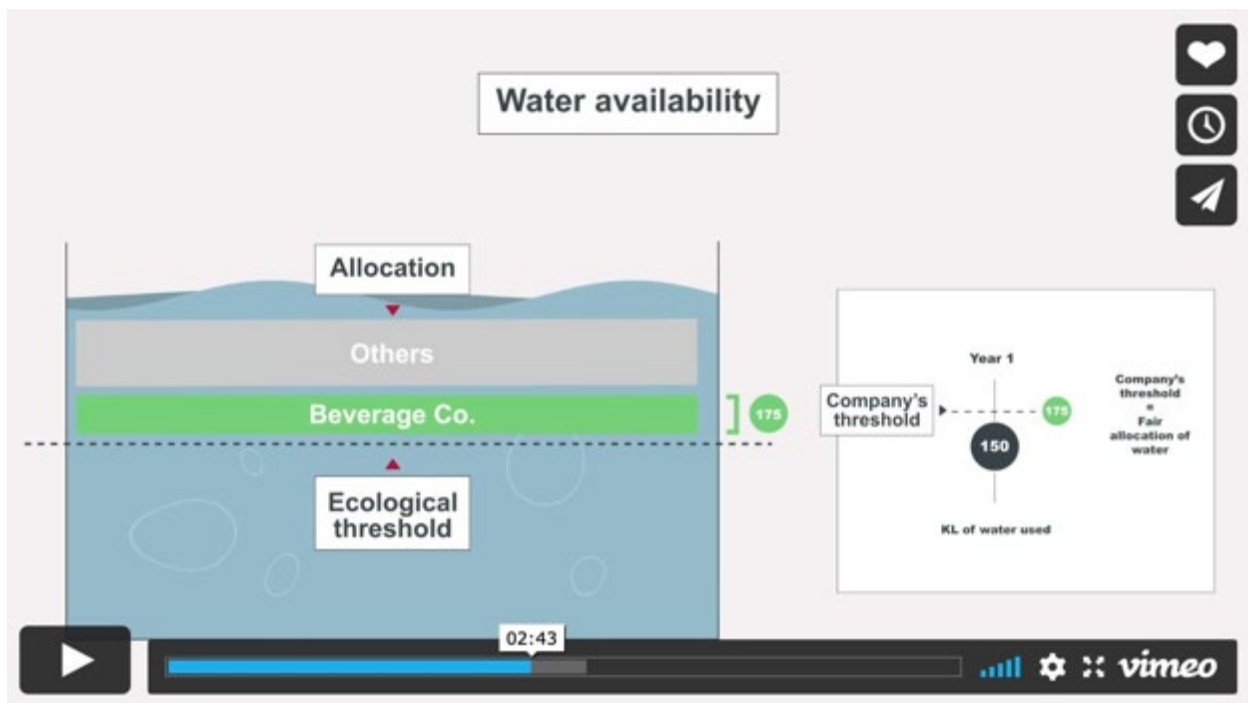 Water availability
Allocation
Others
Beverage Co.
175
Ecological
threshold
Year 1
Company's
threshold
175
150
Company's
threshold
=
Fair
allocation of
water
KL of water used
02:43
vimeo